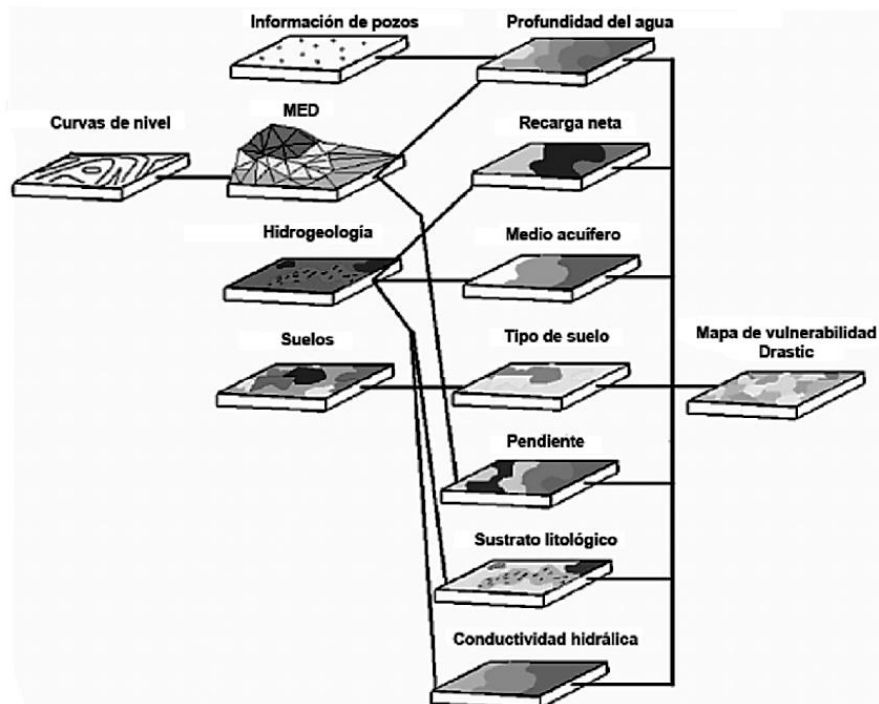 Información de pozos
Profundidad del agua
Curvas de nivel
MED
Recarga neta
Hidrogeología
Medio acuífero
Suelos
Tipo de suelo
Mapa de vulnerabilidad
Drastic
Pendiente
Sustrato litológico
Conductividad hidrálica